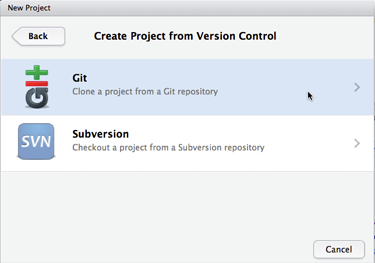 New Project
Back
Create Project from Version Control
Git
Clone a project from a Git repository
SVN
Subversion
Checkout a project from a Subversion repository
Cancel